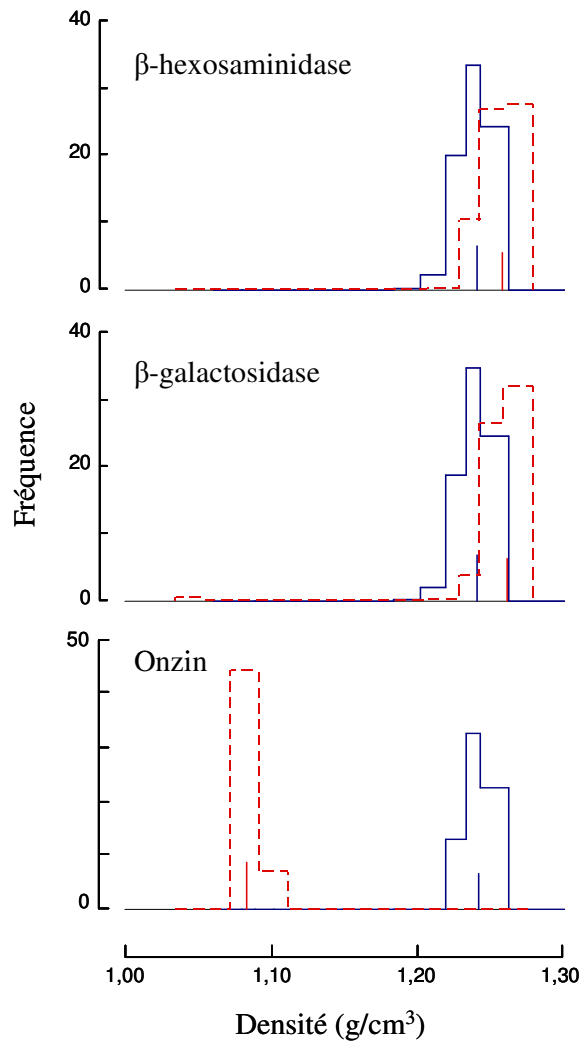 40
β-hexosaminidase
20
0
40
β-galactosidase
20
0
Fréquence
50
Onzin
0
1,00 1,10 1,20 1,30
Densité (g/cm³)